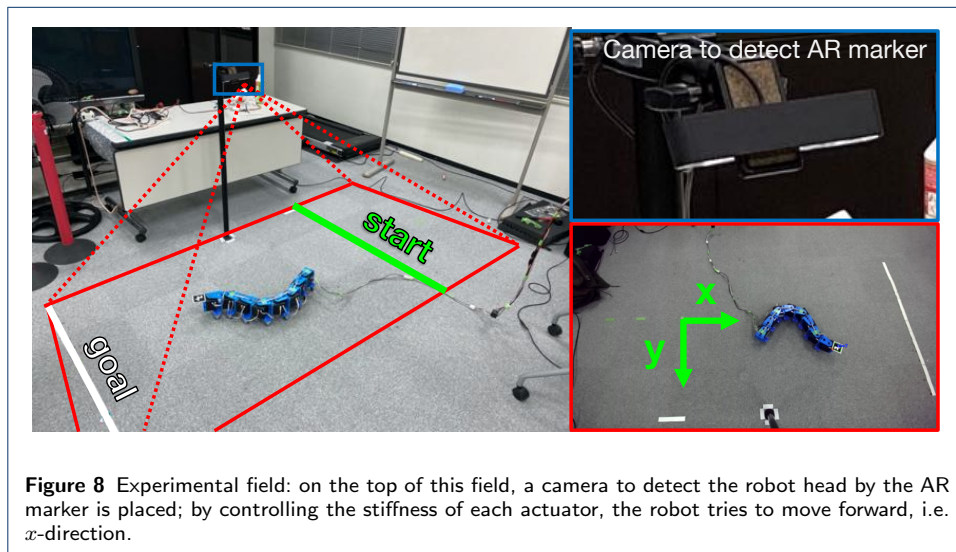 Camera to detect AR marker
start
goal
x
y
Figure 8 Experimental field: on the top of this field, a camera to detect the robot head by the AR
marker is placed; by controlling the stiffness of each actuator, the robot tries to move forward, i.e.
x-direction.